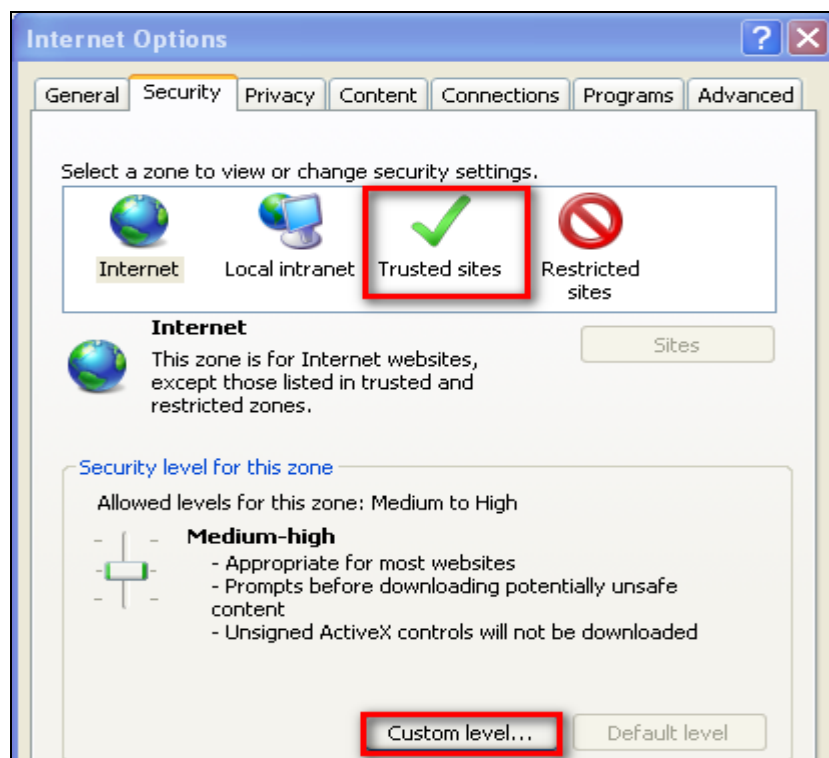 Internet Options
?
General Security Privacy Content Connections Programs Advanced
Select a zone to view or change security settings.
Internet Local intranet Trusted sites Restricted
sites
Internet
This zone is for Internet websites,
except those listed in trusted and
restricted zones.
Sites
Security level for this zone
Allowed levels for this zone: Medium to High
Medium-high
- Appropriate for most websites
- Prompts before downloading potentially unsafe
content
- Unsigned ActiveX controls will not be downloaded
Custom level... Default level